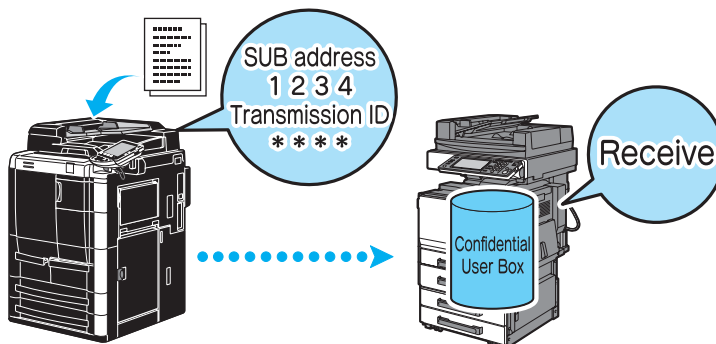 SUB address
1 2 3 4
Transmission ID
* * * *
Receive
Confidential
User Box